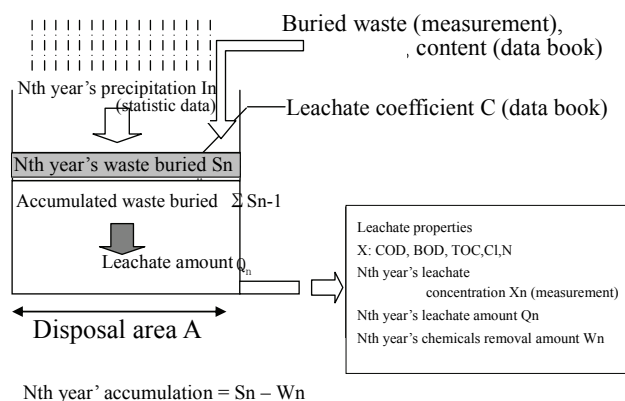 Buried waste (measurement),
, content (data book)
Nth year's precipitation In
(statistic data)
Leachate coefficient C (data book)
Nth year's waste buried Sn
Accumulated waste buried Σ Sn-1
Leachate amount Qn
Disposal area A
Leachate properties
X: COD, BOD, TOC,Cl,N
Nth year's leachate
concentration Xn (measurement)
Nth year's leachate amount Qn
Nth year's chemicals removal amount Wn
Nth year' accumulation = Sn – Wn